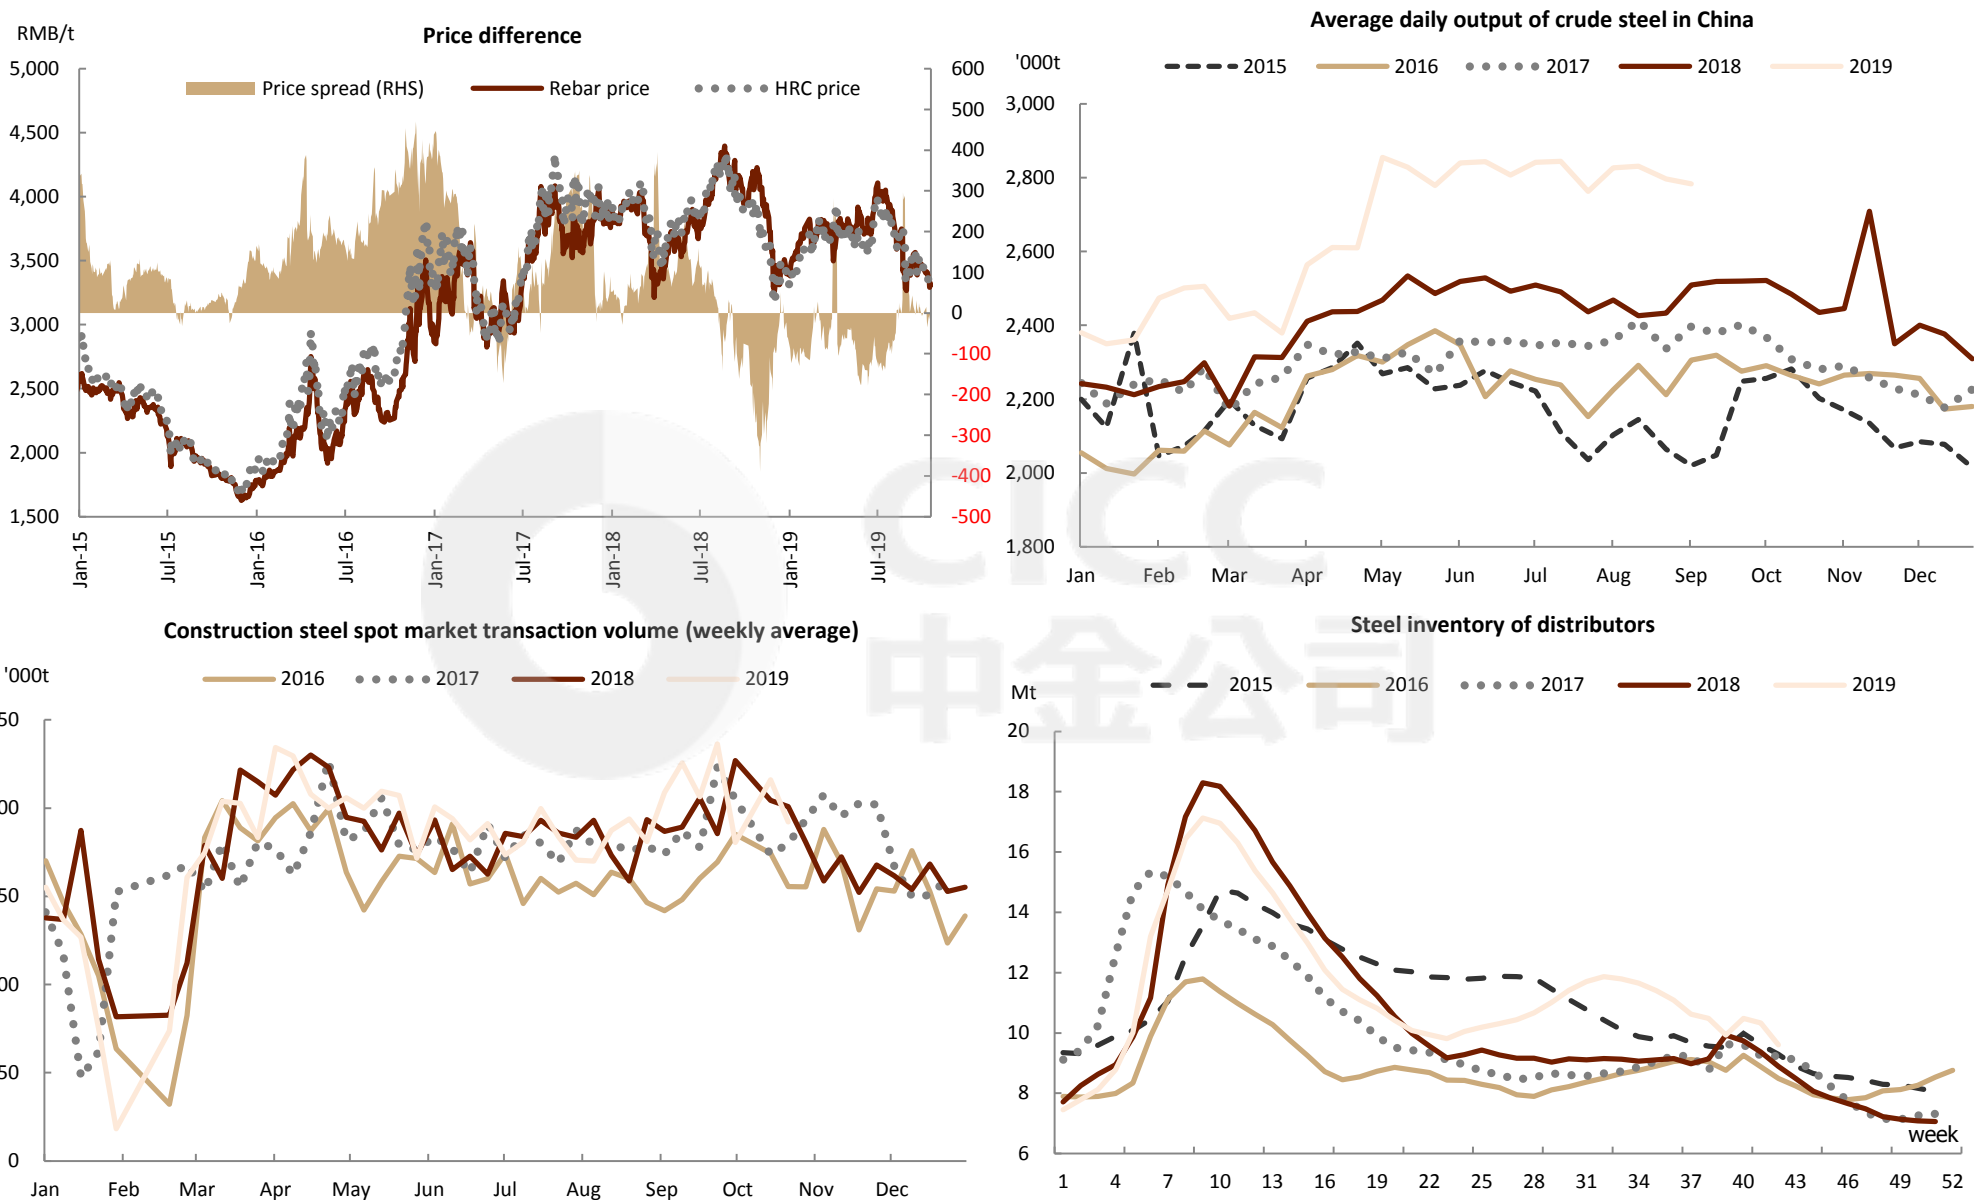 Price difference
RMB/t
Price spread (RHS)
Rebar price
HRC price
5,000
4,500
4,000
3,500
3,000
2,500
2,000
1,500
600
500
400
300
200
100
0
-100
-200
-300
-400
-500
Jan-15
Jul-15
Jan-16
Jul-16
Jan-17
Jul-17
Jan-18
Jul-18
Jan-19
Jul-19
Average daily output of crude steel in China
'000t
2015
2016
2017
2018
2019
3,000
2,800
2,600
2,400
2,200
2,000
1,800
Jan Feb Mar Apr May Jun Jul Aug Sep Oct Nov Dec
CICC
中金公司
Construction steel spot market transaction volume (weekly average)
'000t
2016
2017
2018
2019
50
00
50
00
50
0
Jan Feb Mar Apr May Jun Jul Aug Sep Oct Nov Dec
Steel inventory of distributors
Mt
2015
2016
2017
2018
2019
20
18
16
14
12
10
8
6
week
1 4 7 10 13 16 19 22 25 28 31 34 37 40 43 46 49 52